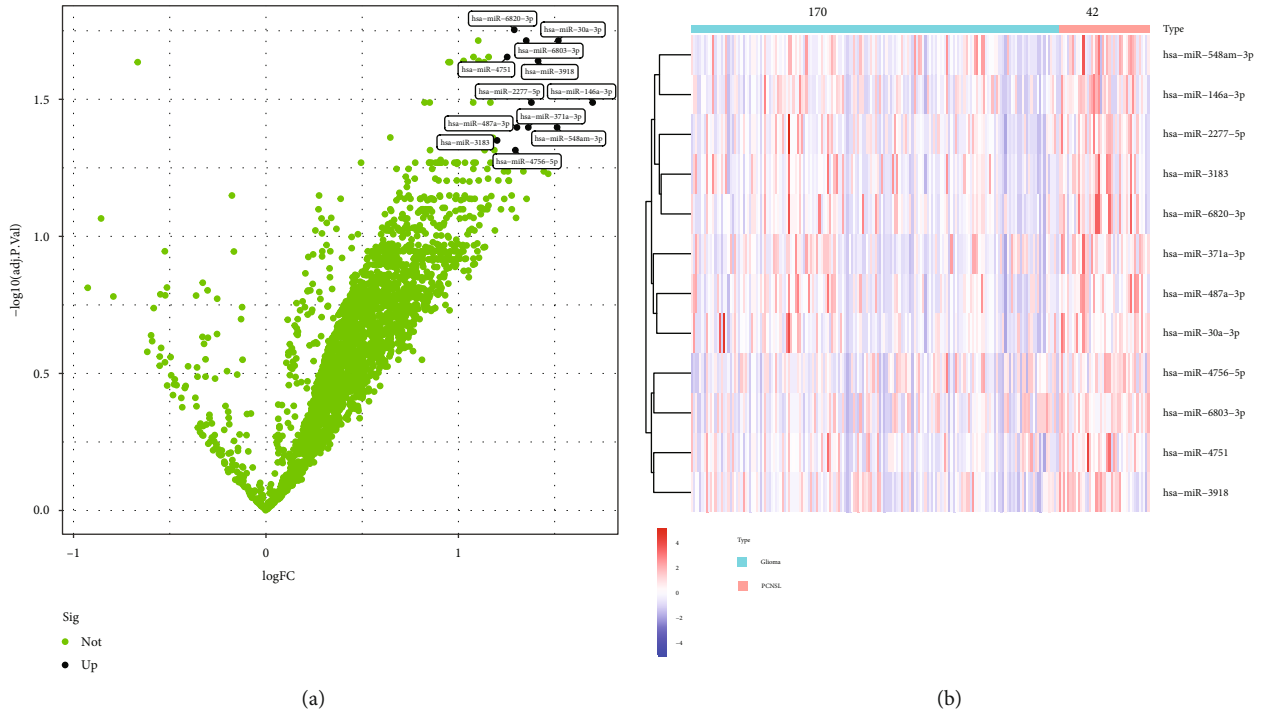 hsa−miR−6820−3p
hsa−miR−30a−3p
hsa−miR−6803−3p
hsa−miR−4751
hsa−miR−3918
hsa−miR−2277−5p
hsa−miR−146a−3p
hsa−miR−371a−3p
hsa−miR−487a−3p
hsa−miR−548am−3p
hsa−miR−3183
hsa−miR−4756−5p
1.5
1.0
0.5
0.0
−log10(adj.P.Val)
−1
0
1
logFC
Sig
Not
Up
(a)
170
42
Type
hsa−miR−548am−3p
hsa−miR−146a−3p
hsa−miR−2277−5p
hsa−miR−3183
hsa−miR−6820−3p
hsa−miR−371a−3p
hsa−miR−487a−3p
hsa−miR−30a−3p
hsa−miR−4756−5p
hsa−miR−6803−3p
hsa−miR−4751
hsa−miR−3918
4
2
0
−2
−4
Type
Glioma
PCNSL
(b)